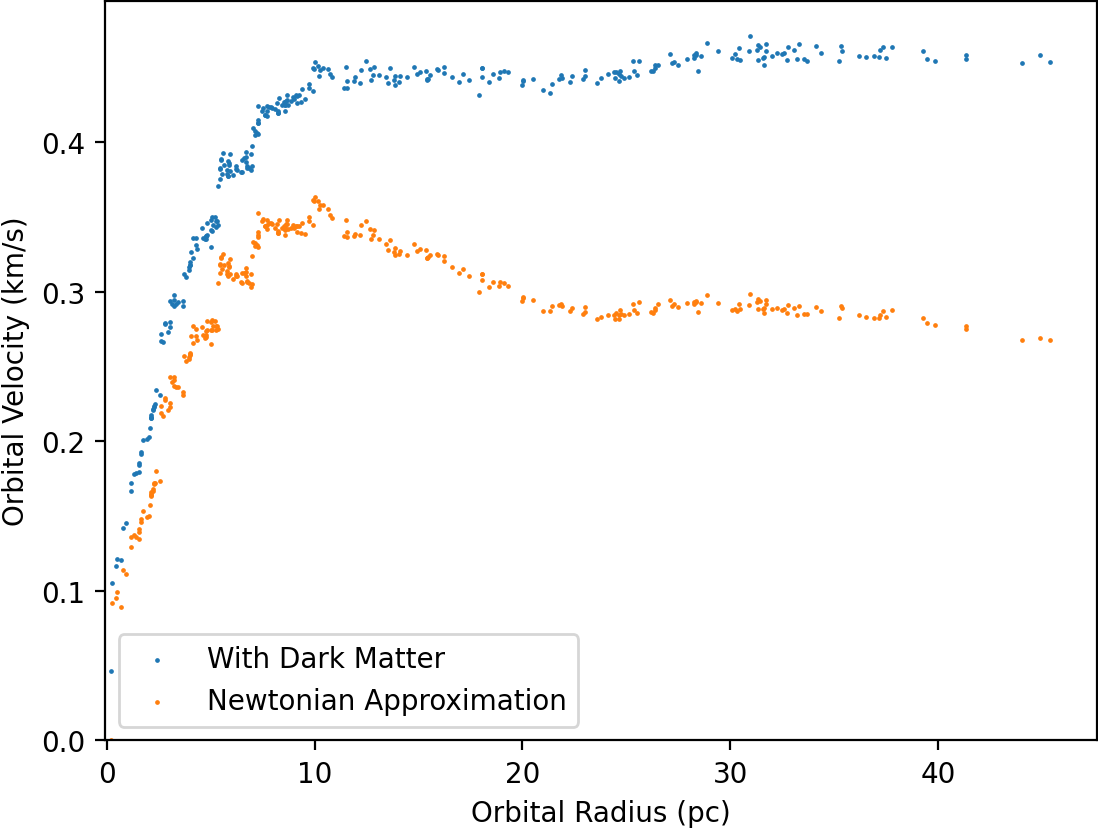 Orbital Velocity (km/s)
0.4
0.3
0.2
0.1
0.0
With Dark Matter
Newtonian Approximation
0
10
20
30
40
Orbital Radius (pc)